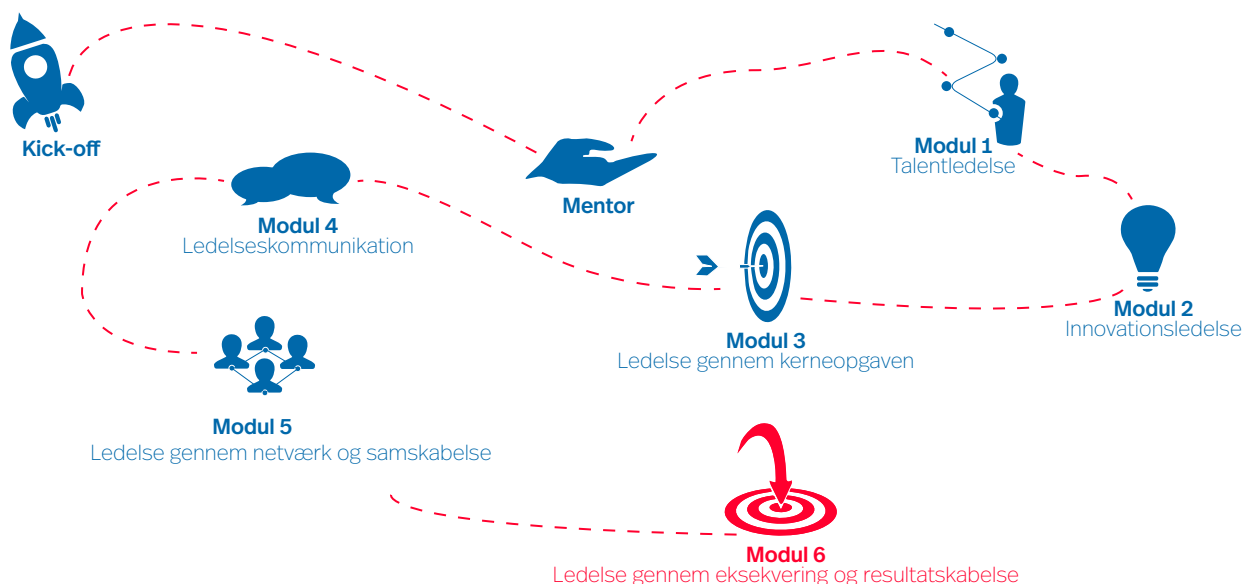 Kick-off
Mentor
Modul 1
Talentledelse
Modul 2
Innovationsledelse
Modul 3
Ledelse gennem kerneopgaven
Modul 4
Ledelseskommunikation
Modul 5
Ledelse gennem netværk og samskabelse
Modul 6
Ledelse gennem eksekvering og resultatskabelse